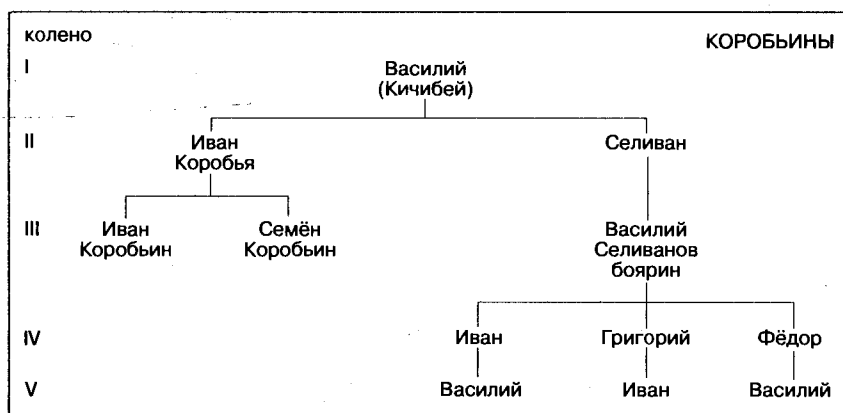 колено
КОРОБЬИНЫ
I
Василий
(Кичибей)
II
Иван
Коробья
Селиван
III
Иван
Коробьин
Семён
Коробьин
Василий
Селиванов
боярин
IV
Иван
Григорий
Фёдор
V
Василий
Иван
Василий